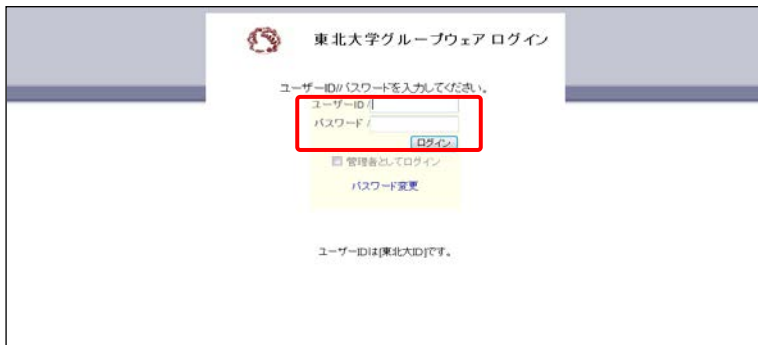 東北大学グループウェア ログイン
ユーザーID/パスワードを入力してください。
ユーザーID /
パスワード /
ログイン
管理者としてログイン
パスワード変更
ユーザーIDは[東北大ID]です。